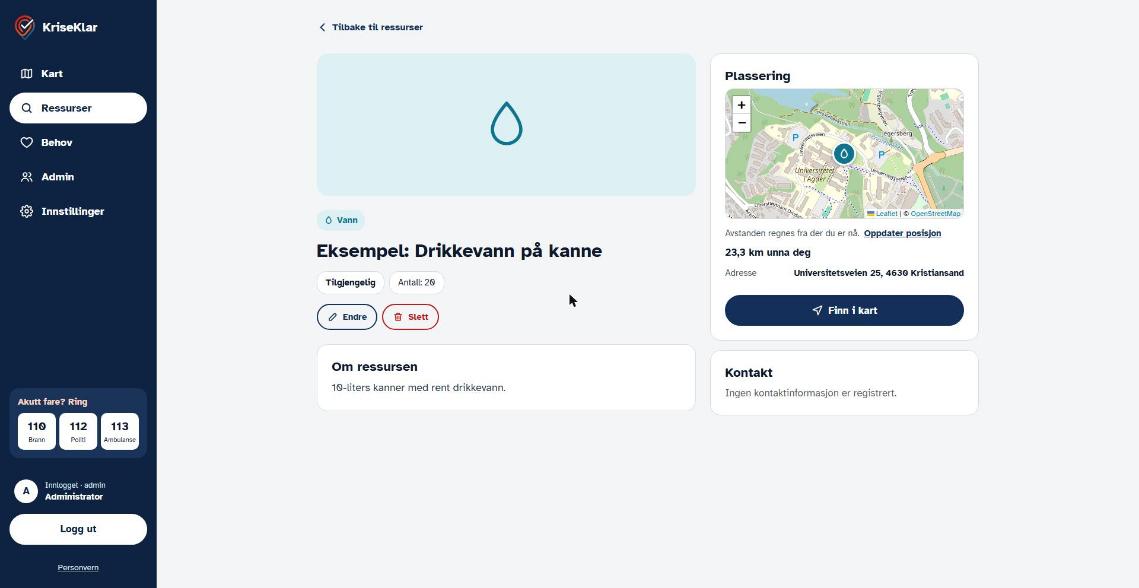 KriseKlar
Kart
Ressurser
Behov
Admin
Innstillinger
Akutt fare? Ring
110
Brann
112
Politi
113
Ambulanse
A
Innlogget · admin
Administrator
Logg ut
Personvern
Tilbake til ressurser
Vann
Eksempel: Drikkevann på kanne
Tilgjengelig
Antall: 20
Endre
Slett
Om ressursen
10-liters kanner med rent drikkevann.
Plassering
+
−
P
P
egersberg
Universitetet
i Agder
Leaflet | © OpenStreetMap
Avstanden regnes fra der du er nå. Oppdater posisjon
23,3 km unna deg
Adresse
Universitetsveien 25, 4630 Kristiansand
Finn i kart
Kontakt
Ingen kontaktinformasjon er registrert.